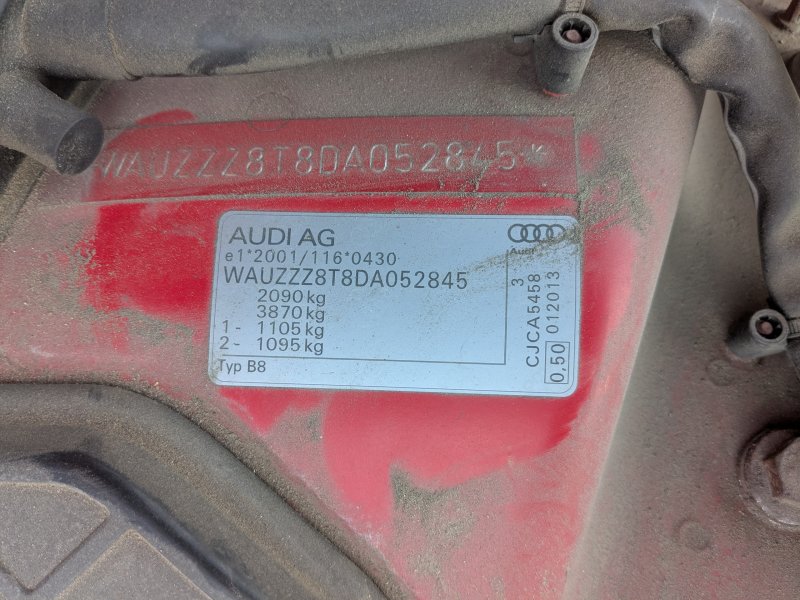 WAUZZZ8T8DA052845*
AUDI AG
Audi
e1*2001/116*0430
WAUZZZ8T8DA052845
2090 kg
3870 kg
1- 1105 kg
2- 1095 kg
Typ B8
3
CJCA5458
0,50 012013